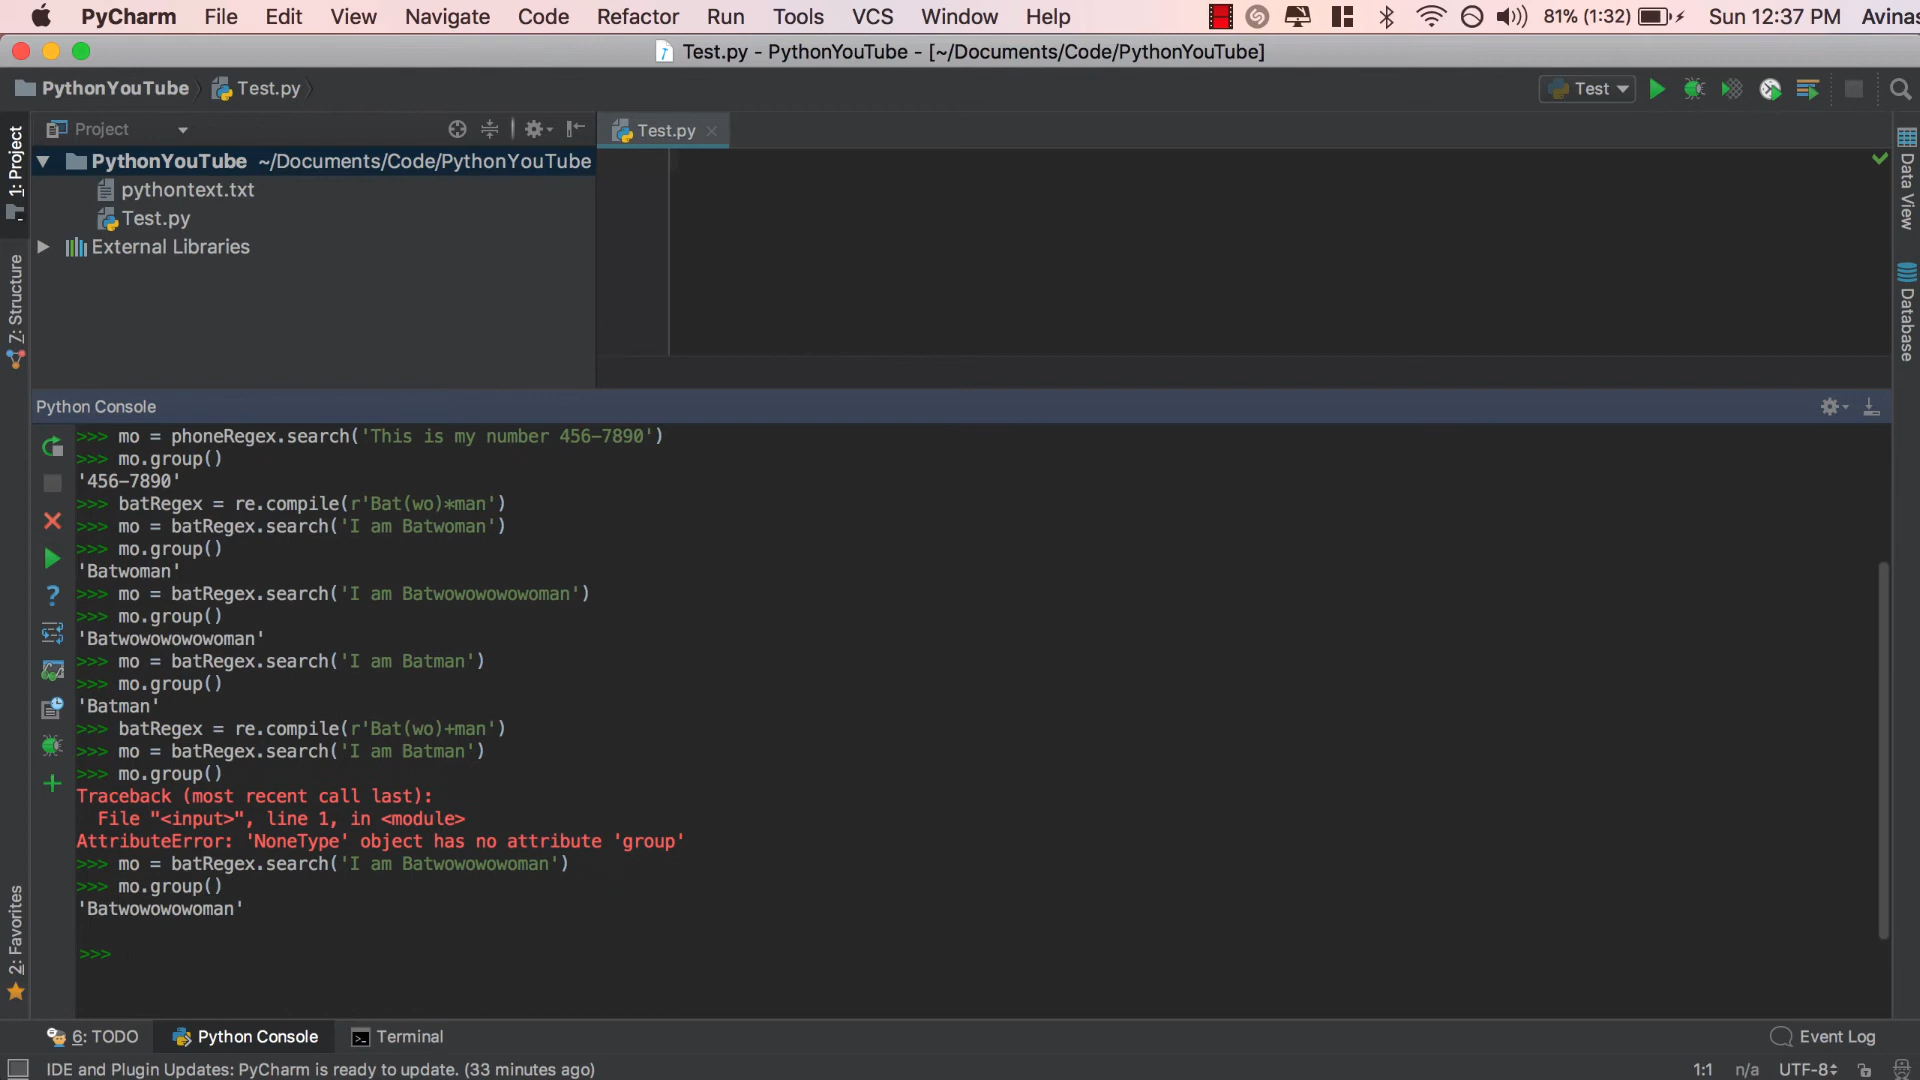 PyCharm File Edit View Navigate Code Refactor Run Tools VCS Window Help 81% (1:32) Sun 12:37 PM Avinas
Test.py - PythonYouTube - [~/Documents/Code/PythonYouTube]
PythonYouTube Test.py Test
Project Test.py
PythonYouTube ~/Documents/Code/PythonYouTube
pythontext.txt
Test.py
External Libraries
1: Project
7: Structure
2: Favorites
Data View
Database
Python Console
>>> mo = phoneRegex.search('This is my number 456-7890')
>>> mo.group()
'456-7890'
>>> batRegex = re.compile(r'Bat(wo)*man')
>>> mo = batRegex.search('I am Batwoman')
>>> mo.group()
'Batwoman'
>>> mo = batRegex.search('I am Batwowowowowoman')
>>> mo.group()
'Batwowowowowoman'
>>> mo = batRegex.search('I am Batman')
>>> mo.group()
'Batman'
>>> batRegex = re.compile(r'Bat(wo)+man')
>>> mo = batRegex.search('I am Batman')
>>> mo.group()
Traceback (most recent call last):
  File "<input>", line 1, in <module>
AttributeError: 'NoneType' object has no attribute 'group'
>>> mo = batRegex.search('I am Batwowowowoman')
>>> mo.group()
'Batwowowowoman'
>>>
6: TODO Python Console Terminal Event Log
IDE and Plugin Updates: PyCharm is ready to update. (33 minutes ago) 1:1 n/a UTF-8